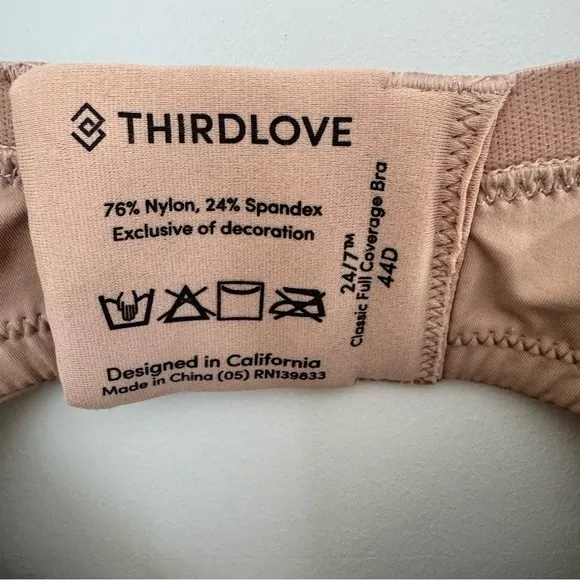 THIRDLOVE
76% Nylon, 24% Spandex
Exclusive of decoration
Designed in California
Made in China (05) RN139833
24/7™
Classic Full Coverage Bra
44D